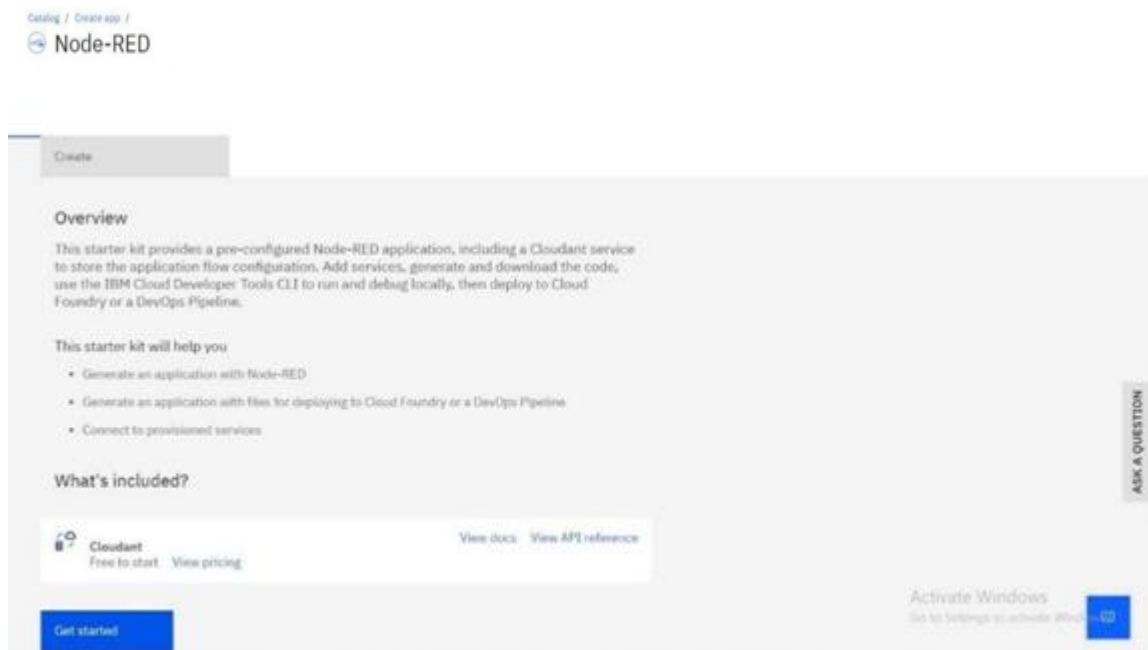 Catalog / Create app /
Node-RED
Create
Overview
This starter kit provides a pre-configured Node-RED application, including a Cloudant service
to store the application flow configuration. Add services, generate and download the code,
use the IBM Cloud Developer Tools CLI to run and debug locally, then deploy to Cloud
Foundry or a DevOps Pipeline.
This starter kit will help you
• Generate an application with Node-RED
• Generate an application with files for deploying to Cloud Foundry or a DevOps Pipeline
• Connect to provisioned services
What's included?
Cloudant
View docs View API reference
Free to start View pricing
Get started
ASK A QUESTION
Activate Windows
Go to Settings to activate